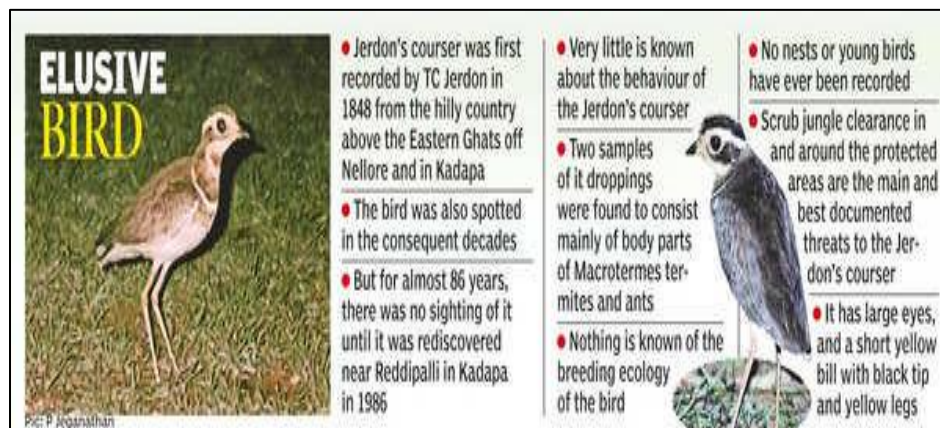 ELUSIVE
BIRD
Pic: P Jeganathan
● Jerdon's courser was first
recorded by TC Jerdon in
1848 from the hilly country
above the Eastern Ghats off
Nellore and in Kadapa
● The bird was also spotted
in the consequent decades
● But for almost 86 years,
there was no sighting of it
until it was rediscovered
near Reddipalli in Kadapa
in 1986
● Very little is known
about the behaviour of
the Jerdon's courser
● Two samples
of it droppings
were found to consist
mainly of body parts
of Macrotermes ter-
mites and ants
● Nothing is known of the
breeding ecology
of the bird
● No nests or young birds
have ever been recorded
● Scrub jungle clearance in
and around the protected
areas are the main and
best documented
threats to the Jer-
don's courser
● It has large eyes,
and a short yellow
bill with black tip
and yellow legs